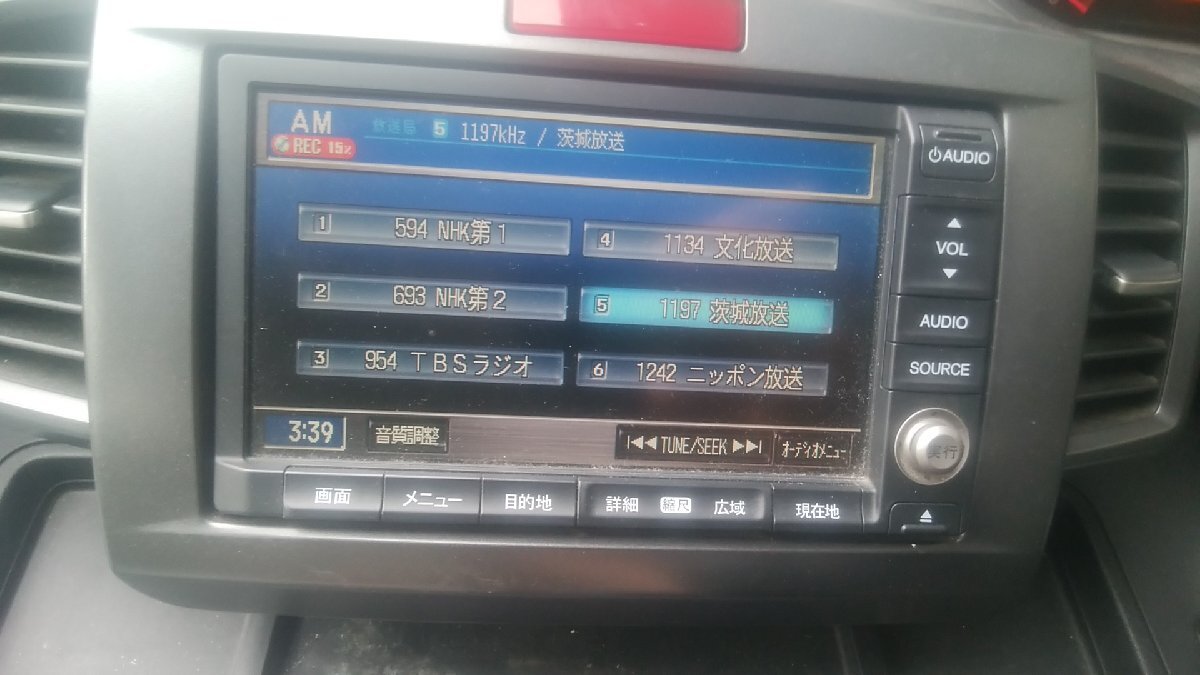 AM 放送局 5 1197kHz / 茨城放送
REC 15%
1 594 NHK第1
2 693 NHK第2
3 954 TBSラジオ
4 1134 文化放送
5 1197 茨城放送
6 1242 ニッポン放送
3:39 音質調整 TUNE/SEEK オーディオメニュー
画面 メニュー 目的地 詳細 縮尺 広域 現在地
AUDIO
VOL
AUDIO
SOURCE
実行